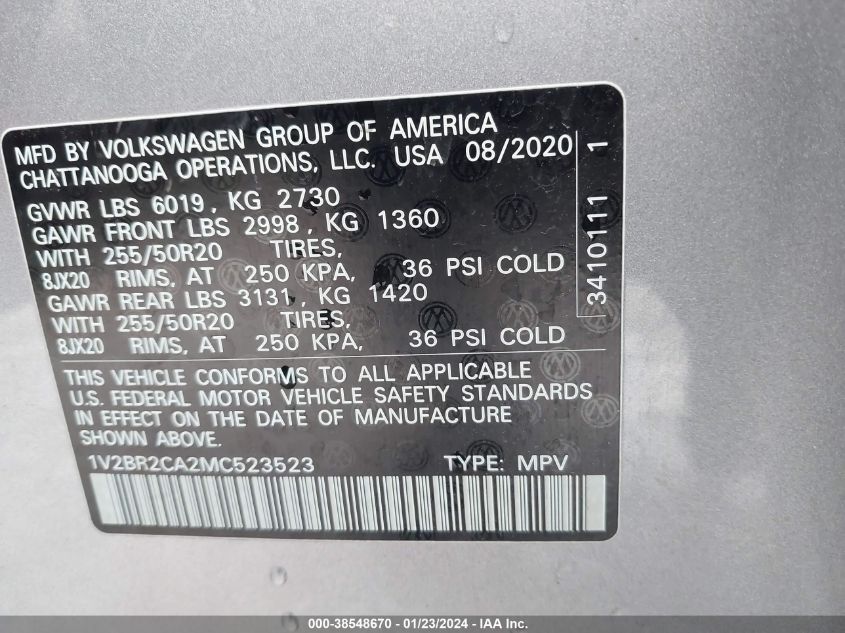 MFD BY VOLKSWAGEN GROUP OF AMERICA
CHATTANOOGA OPERATIONS, LLC. USA 08/2020
GVWR LBS 6019, KG 2730
GAWR FRONT LBS 2998, KG 1360
WITH 255/50R20 TIRES,
8JX20 RIMS, AT 250 KPA, 36 PSI COLD
GAWR REAR LBS 3131, KG 1420
WITH 255/50R20 TIRES,
8JX20 RIMS, AT 250 KPA, 36 PSI COLD
3410111 1
THIS VEHICLE CONFORMS TO ALL APPLICABLE
U.S. FEDERAL MOTOR VEHICLE SAFETY STANDARDS
IN EFFECT ON THE DATE OF MANUFACTURE
SHOWN ABOVE.
1V2BR2CA2MC523523 TYPE: MPV
000-38548670 - 01/23/2024 - IAA Inc.